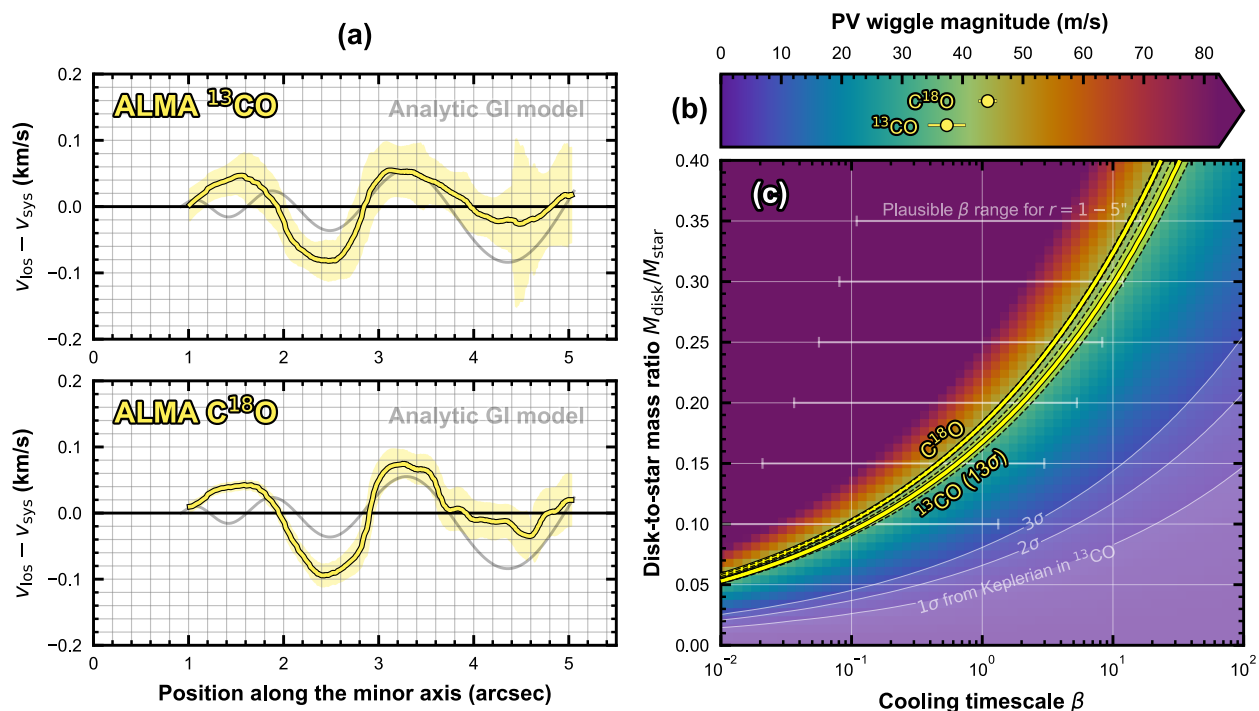 (a)
ALMA ¹³CO
Analytic GI model
v_los − v_sys (km/s)
0.2
0.1
0.0
−0.1
−0.2
0 1 2 3 4 5
ALMA C¹⁸O
Analytic GI model
v_los − v_sys (km/s)
0.2
0.1
0.0
−0.1
−0.2
0 1 2 3 4 5
Position along the minor axis (arcsec)
PV wiggle magnitude (m/s)
0 10 20 30 40 50 60 70 80
(b)
C¹⁸O
¹³CO
(c)
Plausible β range for r = 1 − 5"
Disk-to-star mass ratio M_disk/M_star
0.40
0.35
0.30
0.25
0.20
0.15
0.10
0.05
0.00
C¹⁸O
¹³CO (13σ)
3σ
2σ
1σ from Keplerian in ¹³CO
10⁻² 10⁻¹ 10⁰ 10¹ 10²
Cooling timescale β